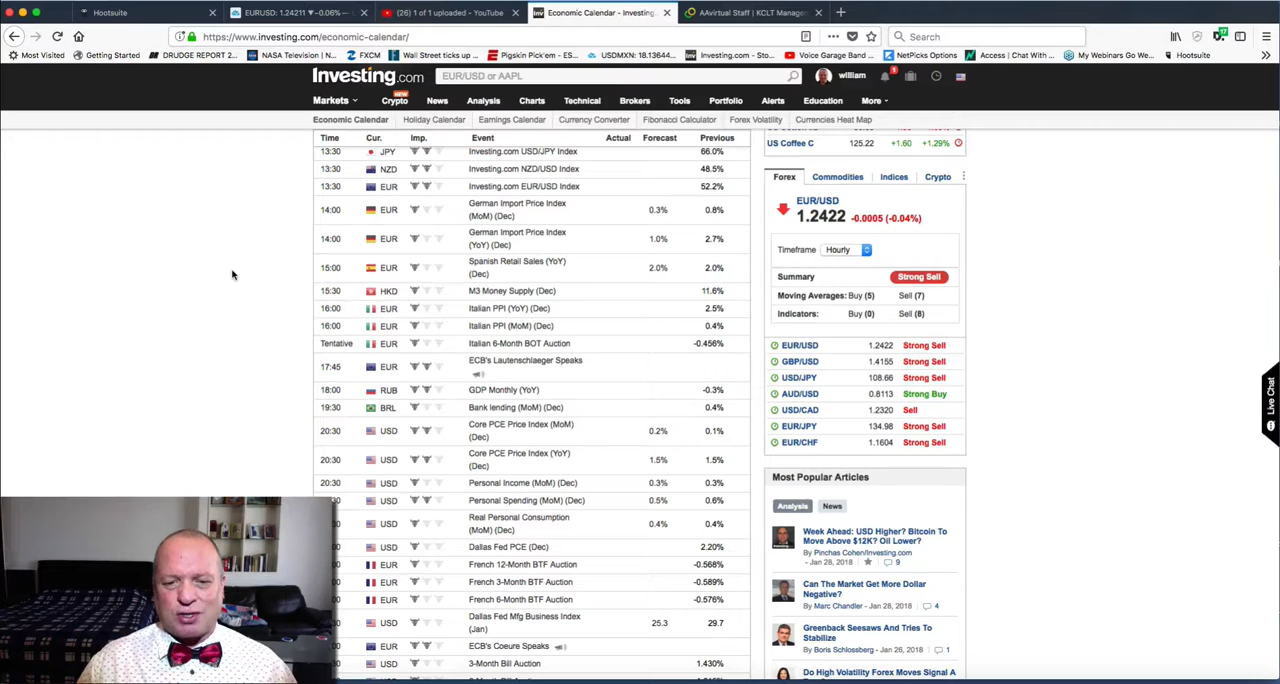 Hootsuite
EURUSD: 1.24211 ▼−0.06% —
(26) 1 of 1 uploaded - YouTube
Economic Calendar - Investing.
AAvirtual Staff | KCLT Manage
https://www.investing.com/economic-calendar/
Search
17
Most Visited
Getting Started
DRUDGE REPORT 2...
NASA Television | N...
FXCM
Wall Street ticks up ...
Pigskin Pick'em - ES...
USDMXN: 18.13644...
Investing.com - Sto...
Voice Garage Band ...
NetPicks Options
Access | Chat With ...
My Webinars Go We...
Hootsuite
Investing.com
EUR/USD or AAPL
william
1
Markets
Crypto
NEW
News
Analysis
Charts
Technical
Brokers
Tools
Portfolio
Alerts
Education
More
Economic Calendar
Holiday Calendar
Earnings Calendar
Currency Converter
Fibonacci Calculator
Forex Volatility
Currencies Heat Map
Time Cur. Imp. Event Actual Forecast Previous
13:30 JPY Investing.com USD/JPY Index 66.0%
13:30 NZD Investing.com NZD/USD Index 48.5%
13:30 EUR Investing.com EUR/USD Index 52.2%
14:00 EUR German Import Price Index 0.3% 0.8%
(MoM) (Dec)
14:00 EUR German Import Price Index 1.0% 2.7%
(YoY) (Dec)
15:00 EUR Spanish Retail Sales (YoY) 2.0% 2.0%
(Dec)
15:30 HKD M3 Money Supply (Dec) 11.6%
16:00 EUR Italian PPI (YoY) (Dec) 2.5%
16:00 EUR Italian PPI (MoM) (Dec) 0.4%
Tentative EUR Italian 6-Month BOT Auction -0.456%
17:45 EUR ECB's Lautenschlaeger Speaks
18:00 RUB GDP Monthly (YoY) -0.3%
19:30 BRL Bank lending (MoM) (Dec) 0.4%
20:30 USD Core PCE Price Index (MoM) 0.2% 0.1%
(Dec)
20:30 USD Core PCE Price Index (YoY) 1.5% 1.5%
(Dec)
20:30 USD Personal Income (MoM) (Dec) 0.3% 0.3%
USD Personal Spending (MoM) (Dec) 0.5% 0.6%
USD Real Personal Consumption 0.4% 0.4%
(MoM) (Dec)
USD Dallas Fed PCE (Dec) 2.20%
EUR French 12-Month BTF Auction -0.568%
EUR French 3-Month BTF Auction -0.589%
EUR French 6-Month BTF Auction -0.576%
USD Dallas Fed Mfg Business Index 25.3 29.7
(Jan)
EUR ECB's Coeure Speaks
USD 3-Month Bill Auction 1.430%
US Coffee C 125.22 +1.60 +1.29%
Forex Commodities Indices Crypto
EUR/USD
1.2422 -0.0005 (-0.04%)
Timeframe Hourly
Summary Strong Sell
Moving Averages: Buy (5) Sell (7)
Indicators: Buy (0) Sell (8)
EUR/USD 1.2422 Strong Sell
GBP/USD 1.4155 Strong Sell
USD/JPY 108.66 Strong Sell
AUD/USD 0.8113 Strong Buy
USD/CAD 1.2320 Sell
EUR/JPY 134.98 Strong Sell
EUR/CHF 1.1604 Strong Sell
Most Popular Articles
Analysis News
Week Ahead: USD Higher? Bitcoin To
Move Above $12K? Oil Lower?
By Pinchas Cohen/Investing.com
- Jan 28, 2018 9
Can The Market Get More Dollar
Negative?
By Marc Chandler - Jan 28, 2018 4
Greenback Seesaws And Tries To
Stabilize
By Boris Schlossberg - Jan 26, 2018 1
Do High Volatility Forex Moves Signal A
Live Chat